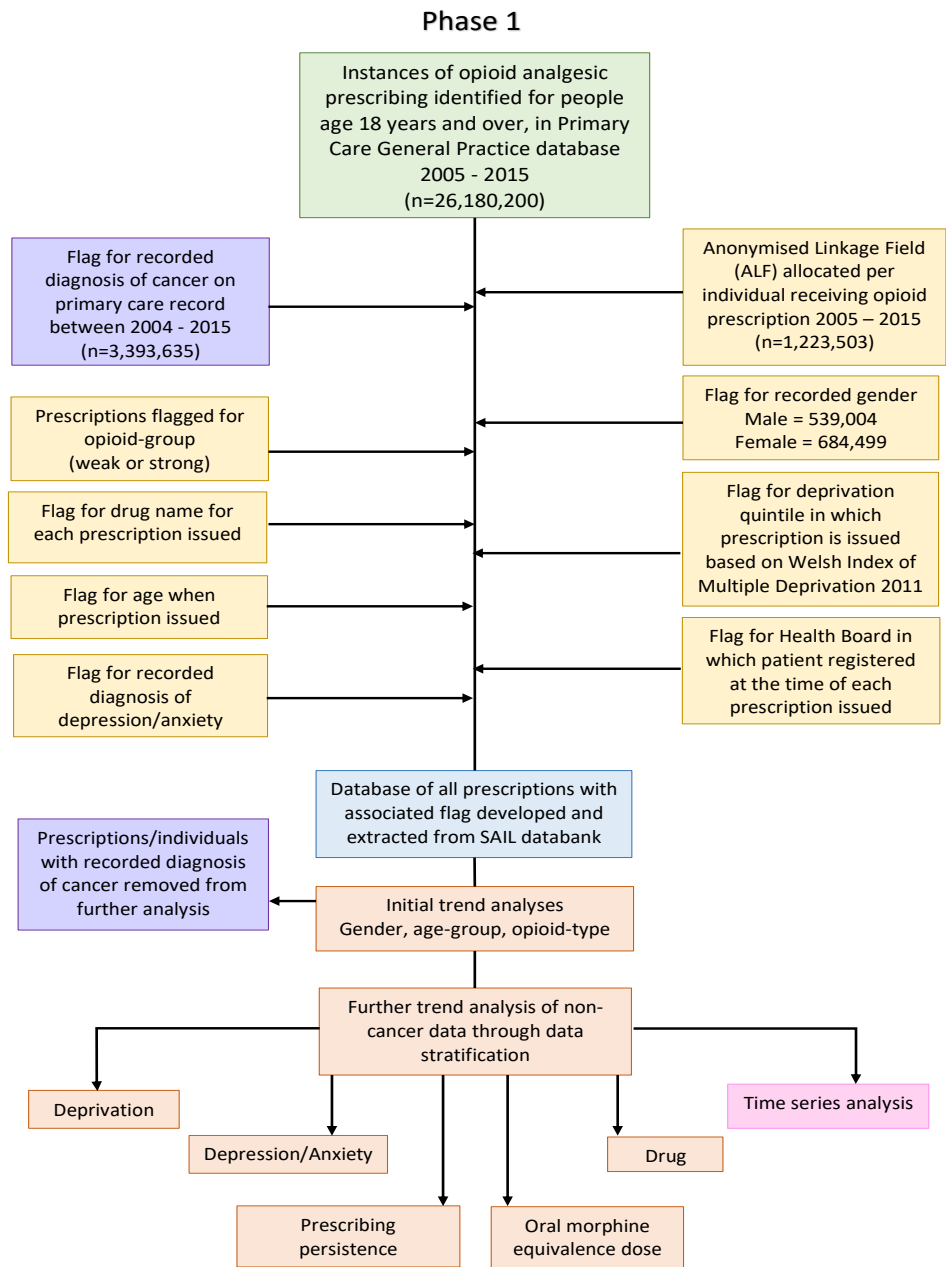 Phase 1
Instances of opioid analgesic
prescribing identified for people
age 18 years and over, in Primary
Care General Practice database
2005 - 2015
(n=26,180,200)
Flag for recorded
diagnosis of cancer on
primary care record
between 2004 - 2015
(n=3,393,635)
Anonymised Linkage Field
(ALF) allocated per
individual receiving opioid
prescription 2005 – 2015
(n=1,223,503)
Flag for recorded gender
Male = 539,004
Female = 684,499
Prescriptions flagged for
opioid-group
(weak or strong)
Flag for drug name for
each prescription issued
Flag for deprivation
quintile in which
prescription is issued
based on Welsh Index of
Multiple Deprivation 2011
Flag for age when
prescription issued
Flag for Health Board in
which patient registered
at the time of each
prescription issued
Flag for recorded
diagnosis of
depression/anxiety
Database of all prescriptions with
associated flag developed and
extracted from SAIL databank
Prescriptions/individuals
with recorded diagnosis
of cancer removed from
further analysis
Initial trend analyses
Gender, age-group, opioid-type
Further trend analysis of non-
cancer data through data
stratification
Deprivation
Time series analysis
Depression/Anxiety
Drug
Prescribing
persistence
Oral morphine
equivalence dose